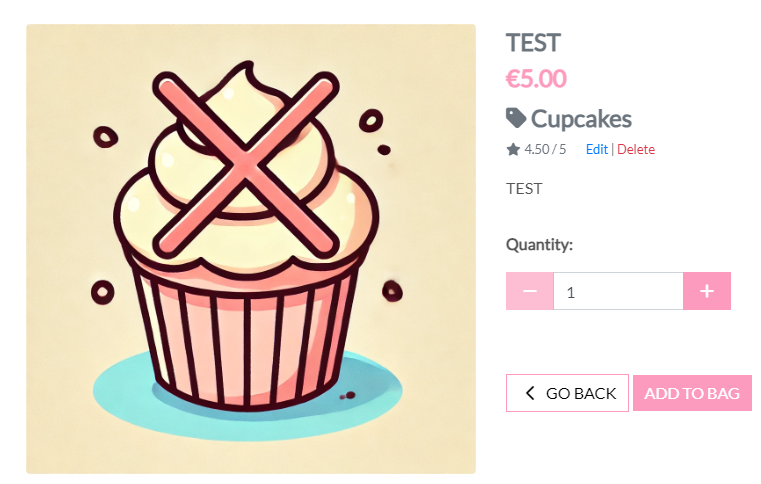 TEST
€5.00
Cupcakes
4.50 / 5 Edit | Delete
TEST
Quantity:
1
GO BACK ADD TO BAG